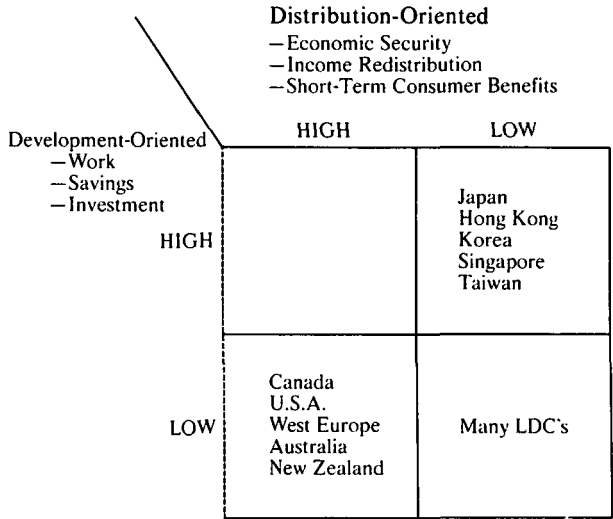 Distribution-Oriented
—Economic Security
—Income Redistribution
—Short-Term Consumer Benefits
HIGH LOW
Development-Oriented
—Work
—Savings
—Investment
HIGH
Japan
Hong Kong
Korea
Singapore
Taiwan
LOW
Canada
U.S.A.
West Europe
Australia
New Zealand
Many LDC's